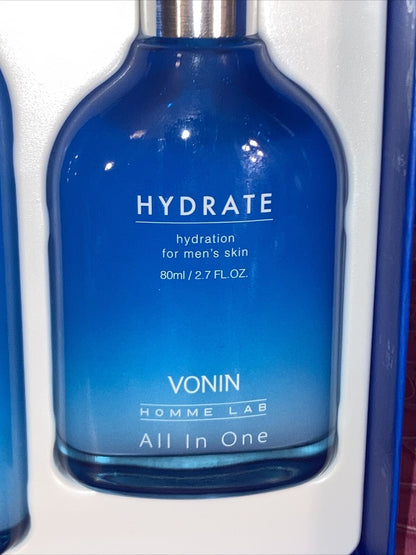 HYDRATE
hydration
for men's skin
80ml / 2.7 FL.OZ.
VONIN
HOMME LAB
All In One